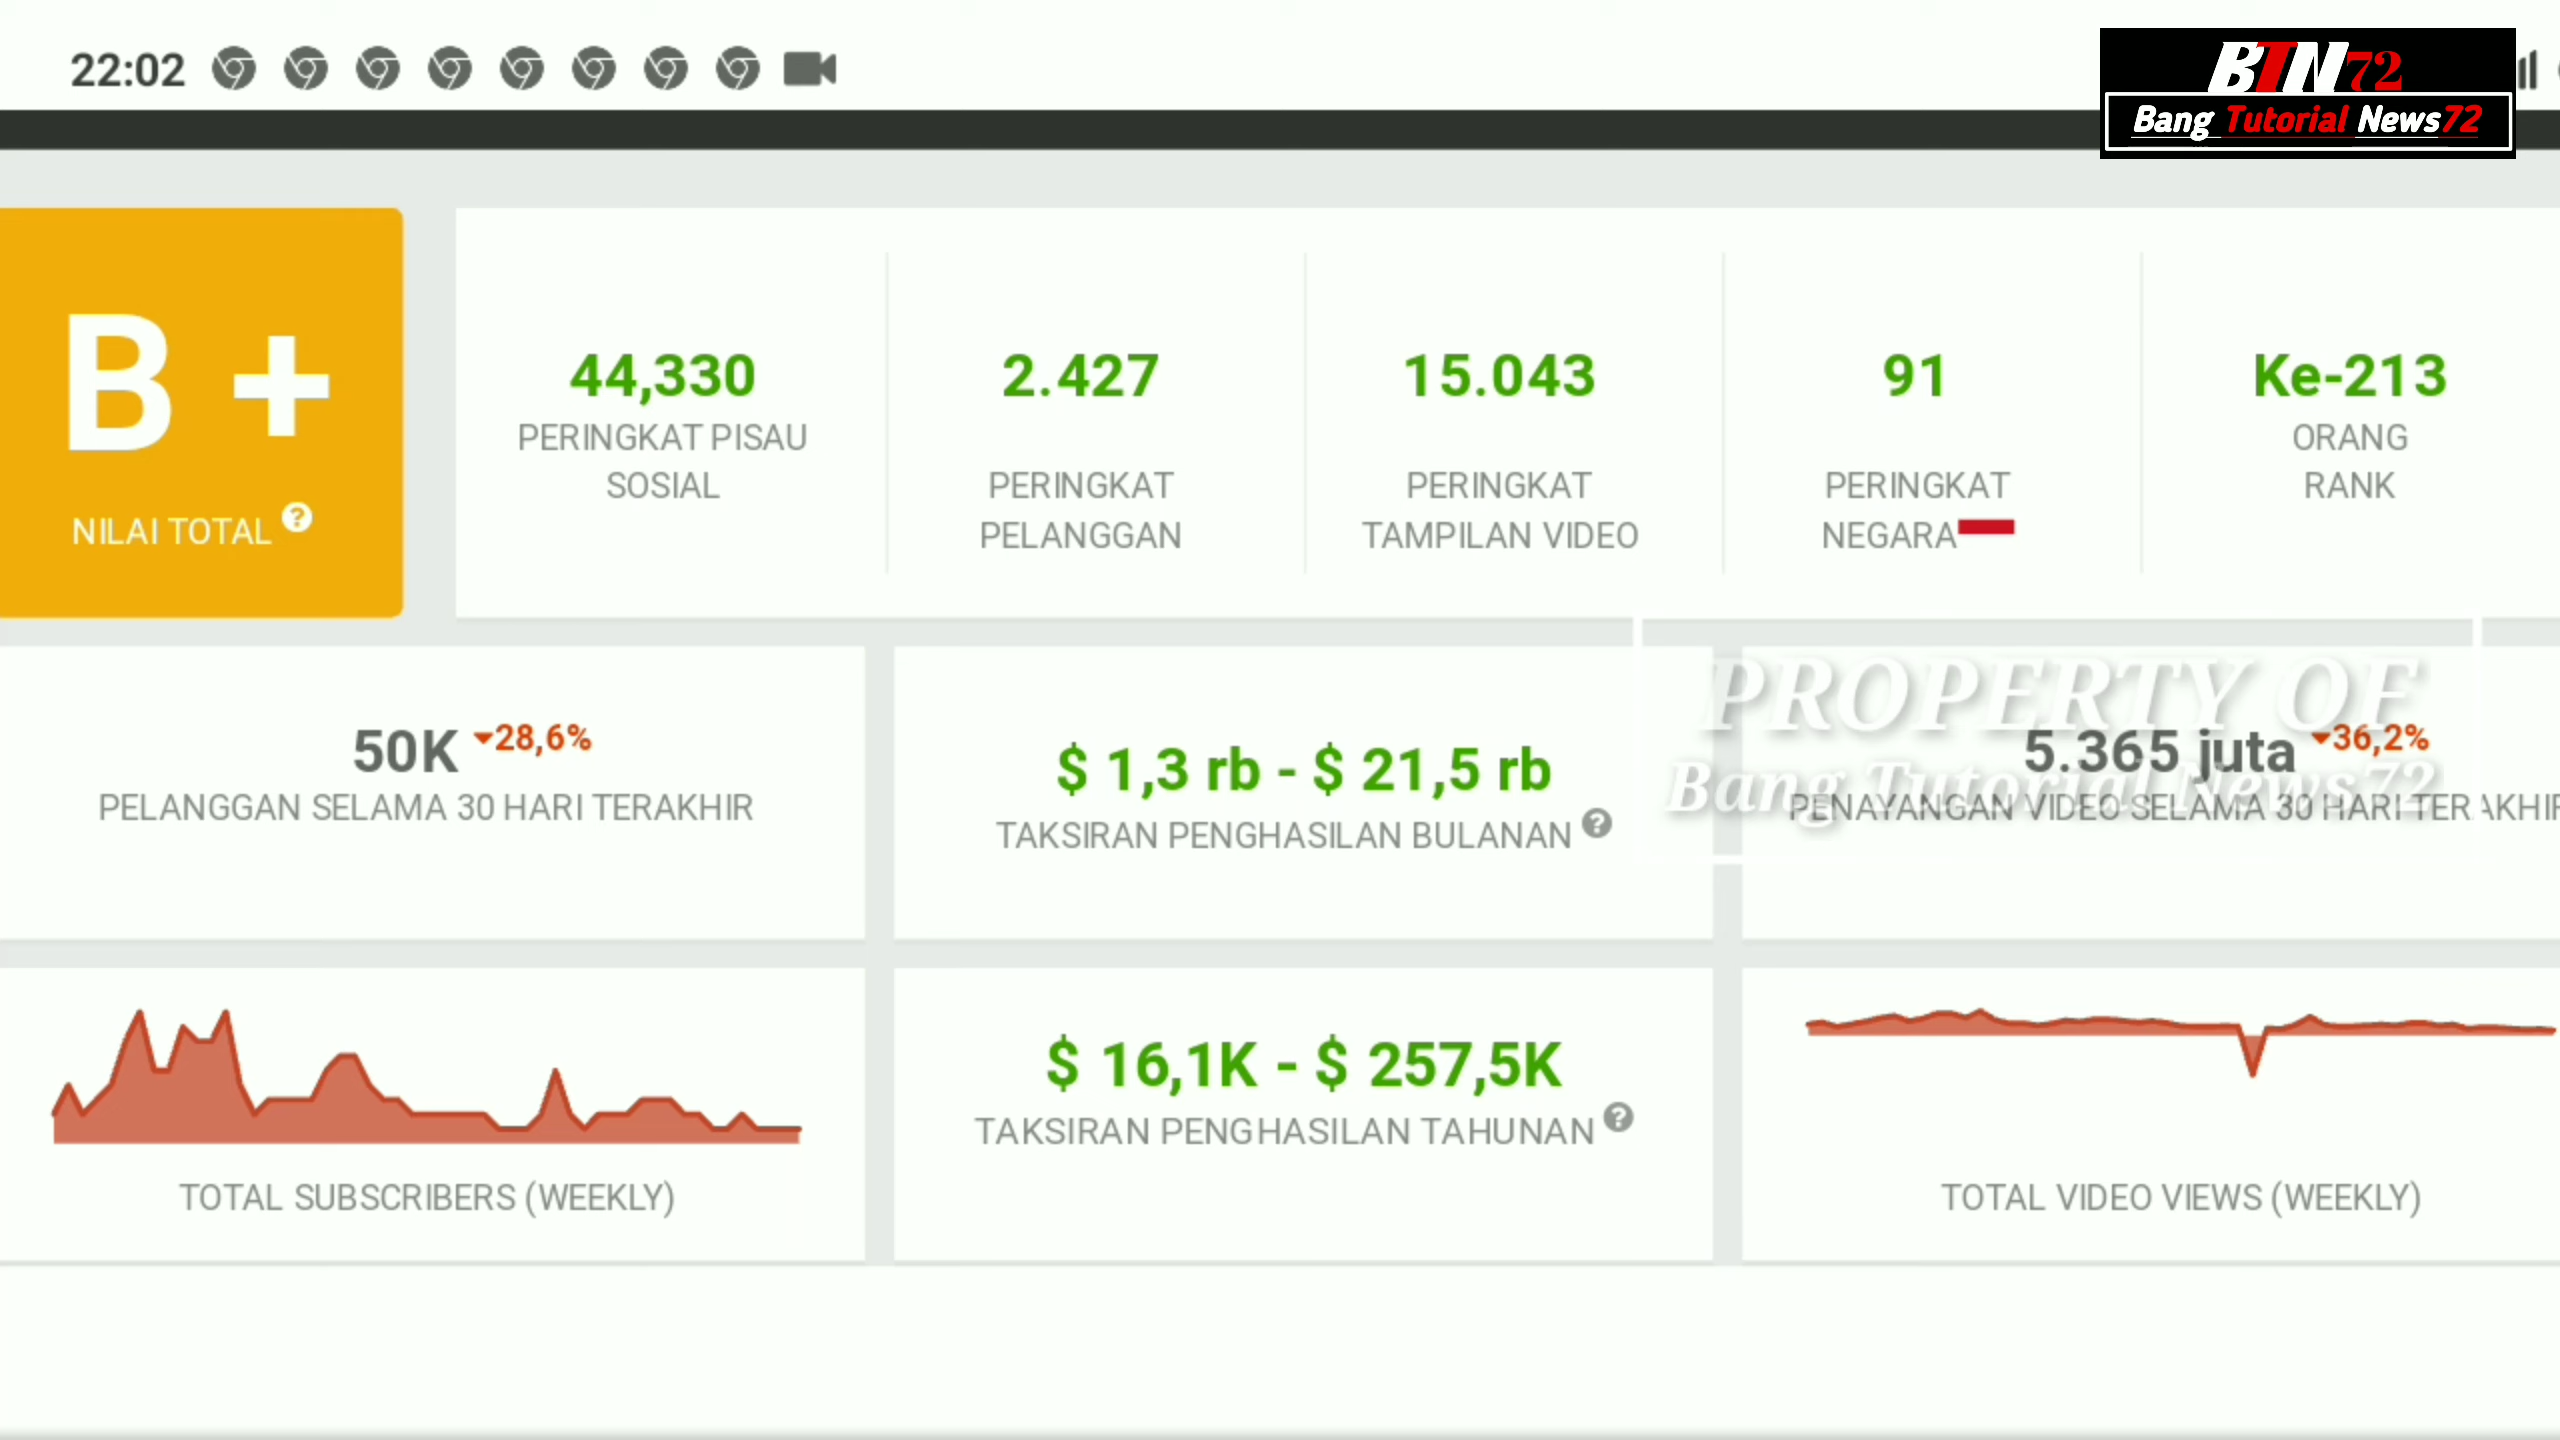 22:02
BTN72
Bang Tutorial News72
B +
NILAI TOTAL
44,330
PERINGKAT PISAU
SOSIAL
2.427
PERINGKAT
PELANGGAN
15.043
PERINGKAT
TAMPILAN VIDEO
91
PERINGKAT
NEGARA
Ke-213
ORANG
RANK
50K 28,6%
PELANGGAN SELAMA 30 HARI TERAKHIR
$ 1,3 rb - $ 21,5 rb
TAKSIRAN PENGHASILAN BULANAN
PROPERTY OF
Bang Tutorial News72
5.365 juta 36,2%
PENAYANGAN VIDEO SELAMA 30 HARI TERAKHIR
TOTAL SUBSCRIBERS (WEEKLY)
$ 16,1K - $ 257,5K
TAKSIRAN PENGHASILAN TAHUNAN
TOTAL VIDEO VIEWS (WEEKLY)